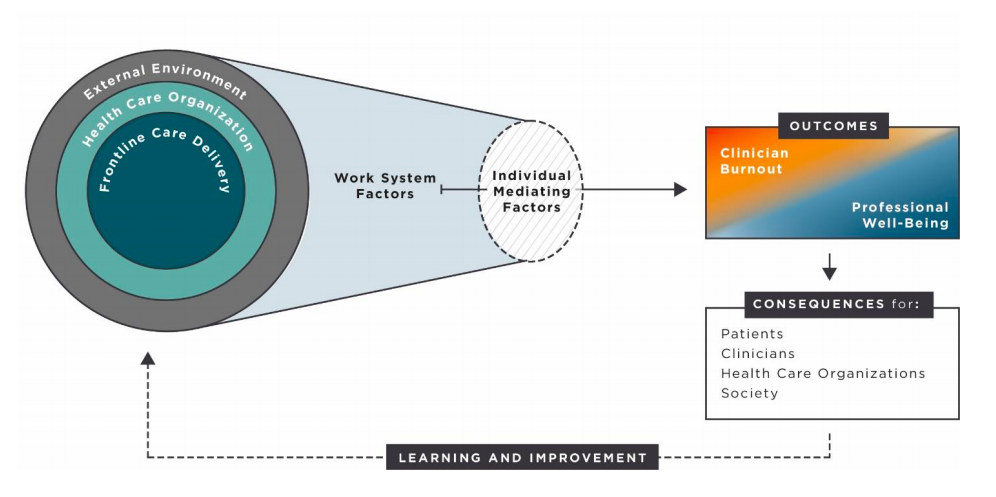 External Environment
Health Care Organization
Frontline Care Delivery
Work System
Factors
Individual
Mediating
Factors
OUTCOMES
Clinician
Burnout
Professional
Well-Being
CONSEQUENCES for:
Patients
Clinicians
Health Care Organizations
Society
LEARNING AND IMPROVEMENT